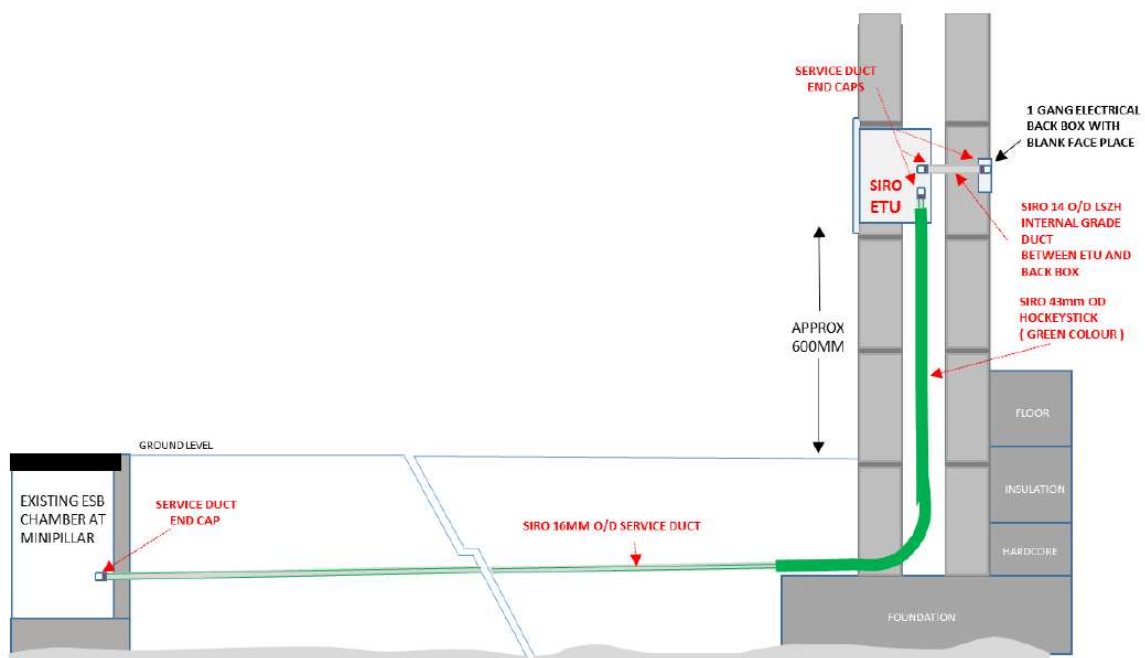 SERVICE DUCT
END CAPS
1 GANG ELECTRICAL
BACK BOX WITH
BLANK FACE PLACE
SIRO
ETU
SIRO 14 O/D LSZH
INTERNAL GRADE
DUCT
BETWEEN ETU AND
BACK BOX
SIRO 43mm OD
HOCKEYSTICK
( GREEN COLOUR )
APPROX
600MM
FLOOR
GROUND LEVEL
EXISTING ESB
CHAMBER AT
MINIPILLAR
SERVICE DUCT
END CAP
SIRO 16MM O/D SERVICE DUCT
INSULATION
HARDCORE
FOUNDATION